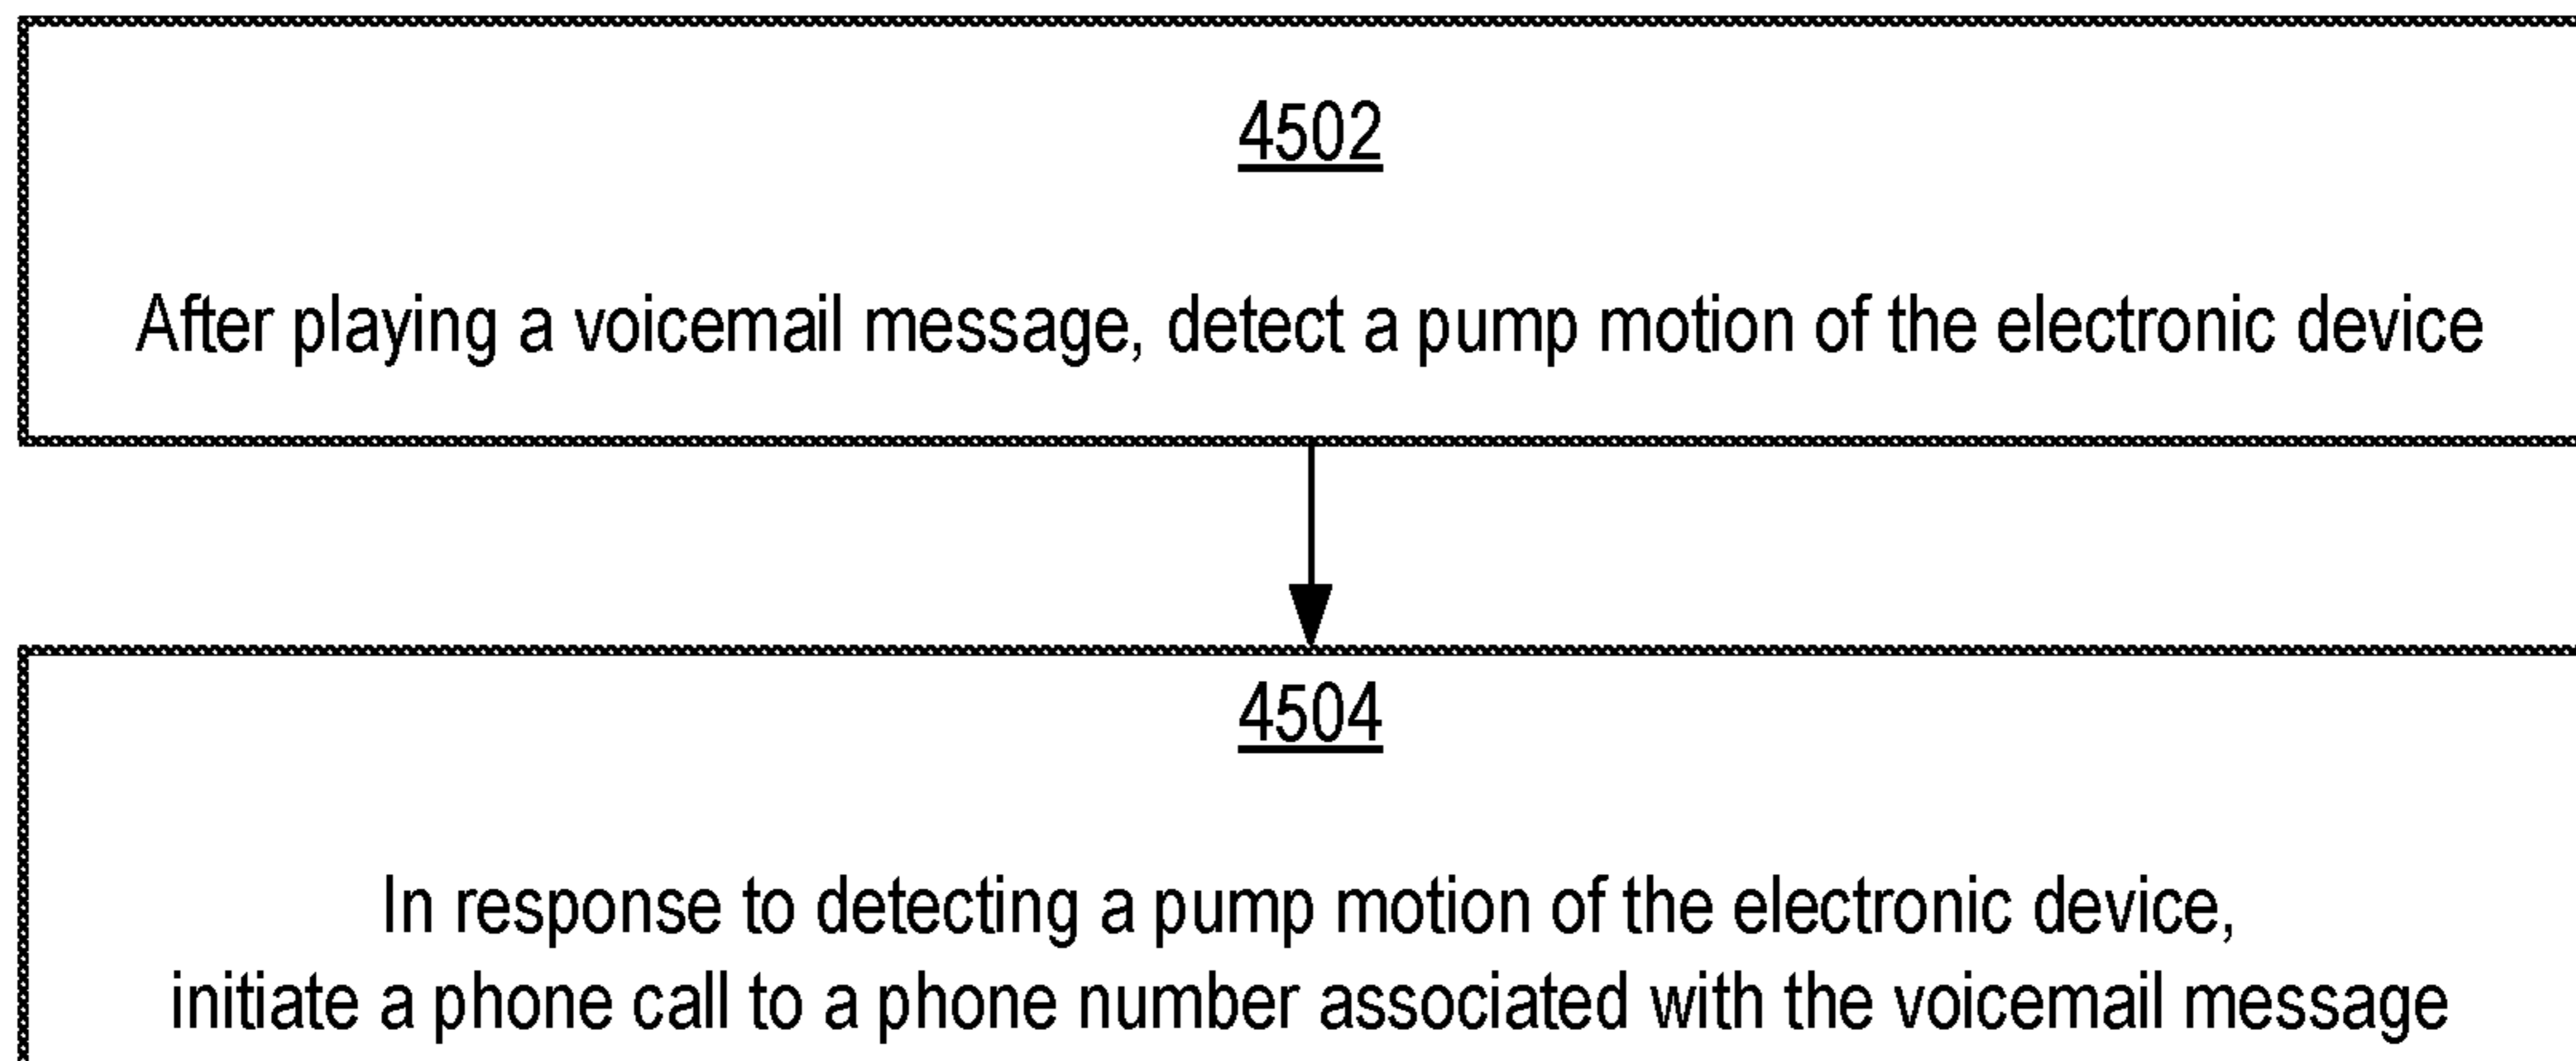 4502
After playing a voicemail message, detect a pump motion of the electronic device
4504
In response to detecting a pump motion of the electronic device,
initiate a phone call to a phone number associated with the voicemail message